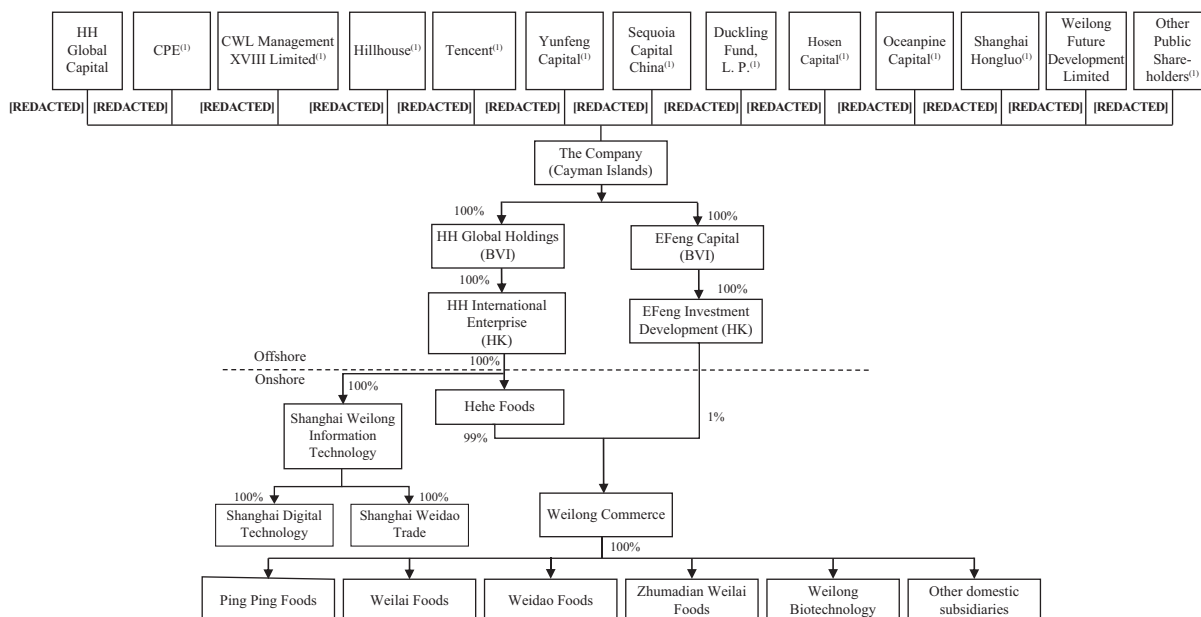 HH
Global
Capital
CPE(1)
CWL Management
XVIII Limited(1)
Hillhouse(1)
Tencent(1)
Yunfeng
Capital(1)
Sequoia
Capital
China(1)
Duckling
Fund,
L. P.(1)
Hosen
Capital(1)
Oceanpine
Capital(1)
Shanghai
Hongluo(1)
Weilong
Future
Development
Limited
Other
Public
Share-
holders(1)
[REDACTED]
[REDACTED]
[REDACTED]
[REDACTED]
[REDACTED]
[REDACTED]
[REDACTED]
[REDACTED]
[REDACTED]
[REDACTED]
[REDACTED]
[REDACTED]
[REDACTED]
The Company
(Cayman Islands)
100%
100%
HH Global Holdings
(BVI)
EFeng Capital
(BVI)
100%
100%
HH International
Enterprise
(HK)
EFeng Investment
Development (HK)
Offshore
100%
Onshore
100%
Hehe Foods
Shanghai Weilong
Information
Technology
99%
1%
100%
100%
Shanghai Digital
Technology
Shanghai Weidao
Trade
Weilong Commerce
100%
Ping Ping Foods
Weilai Foods
Weidao Foods
Zhumadian Weilai
Foods
Weilong
Biotechnology
Other domestic
subsidiaries